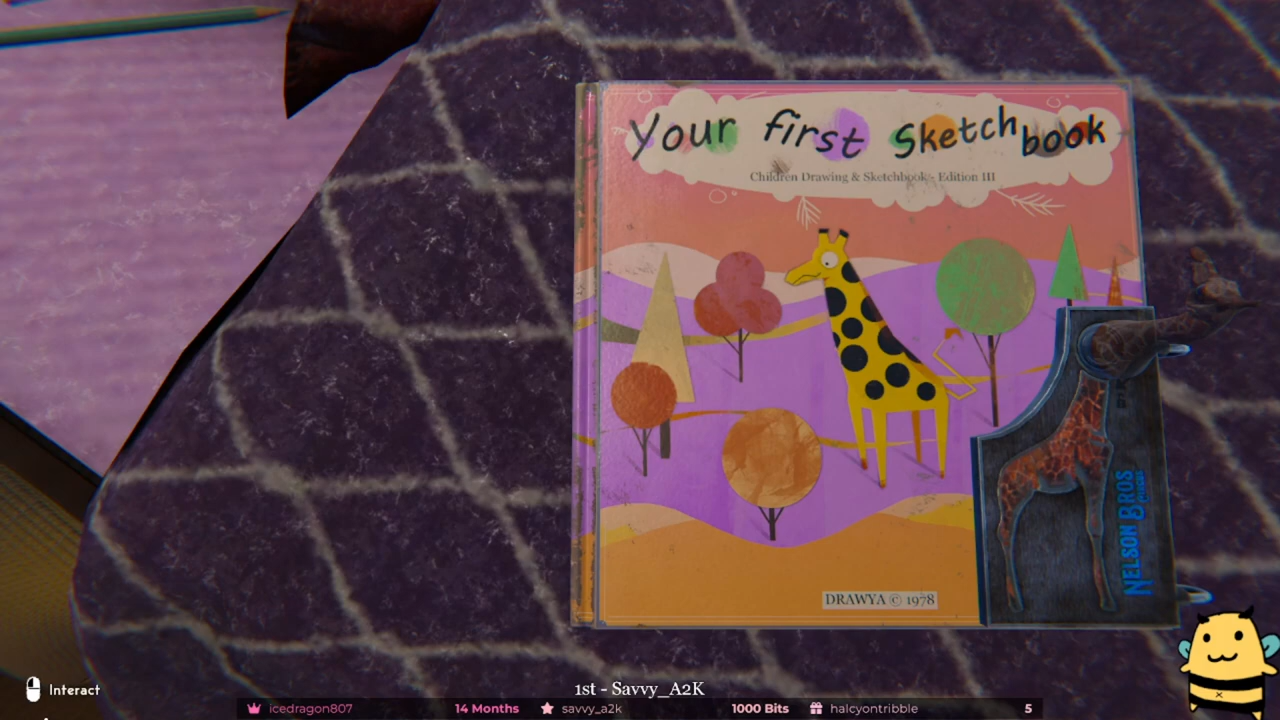 Your first Sketchbook
Children Drawing & Sketchbook - Edition III
NELSON BROS
DRAWYA © 1978
Interact
1st - Savvy_A2K
icedragon807 14 Months savvy_a2k 1000 Bits halcyontribble 5